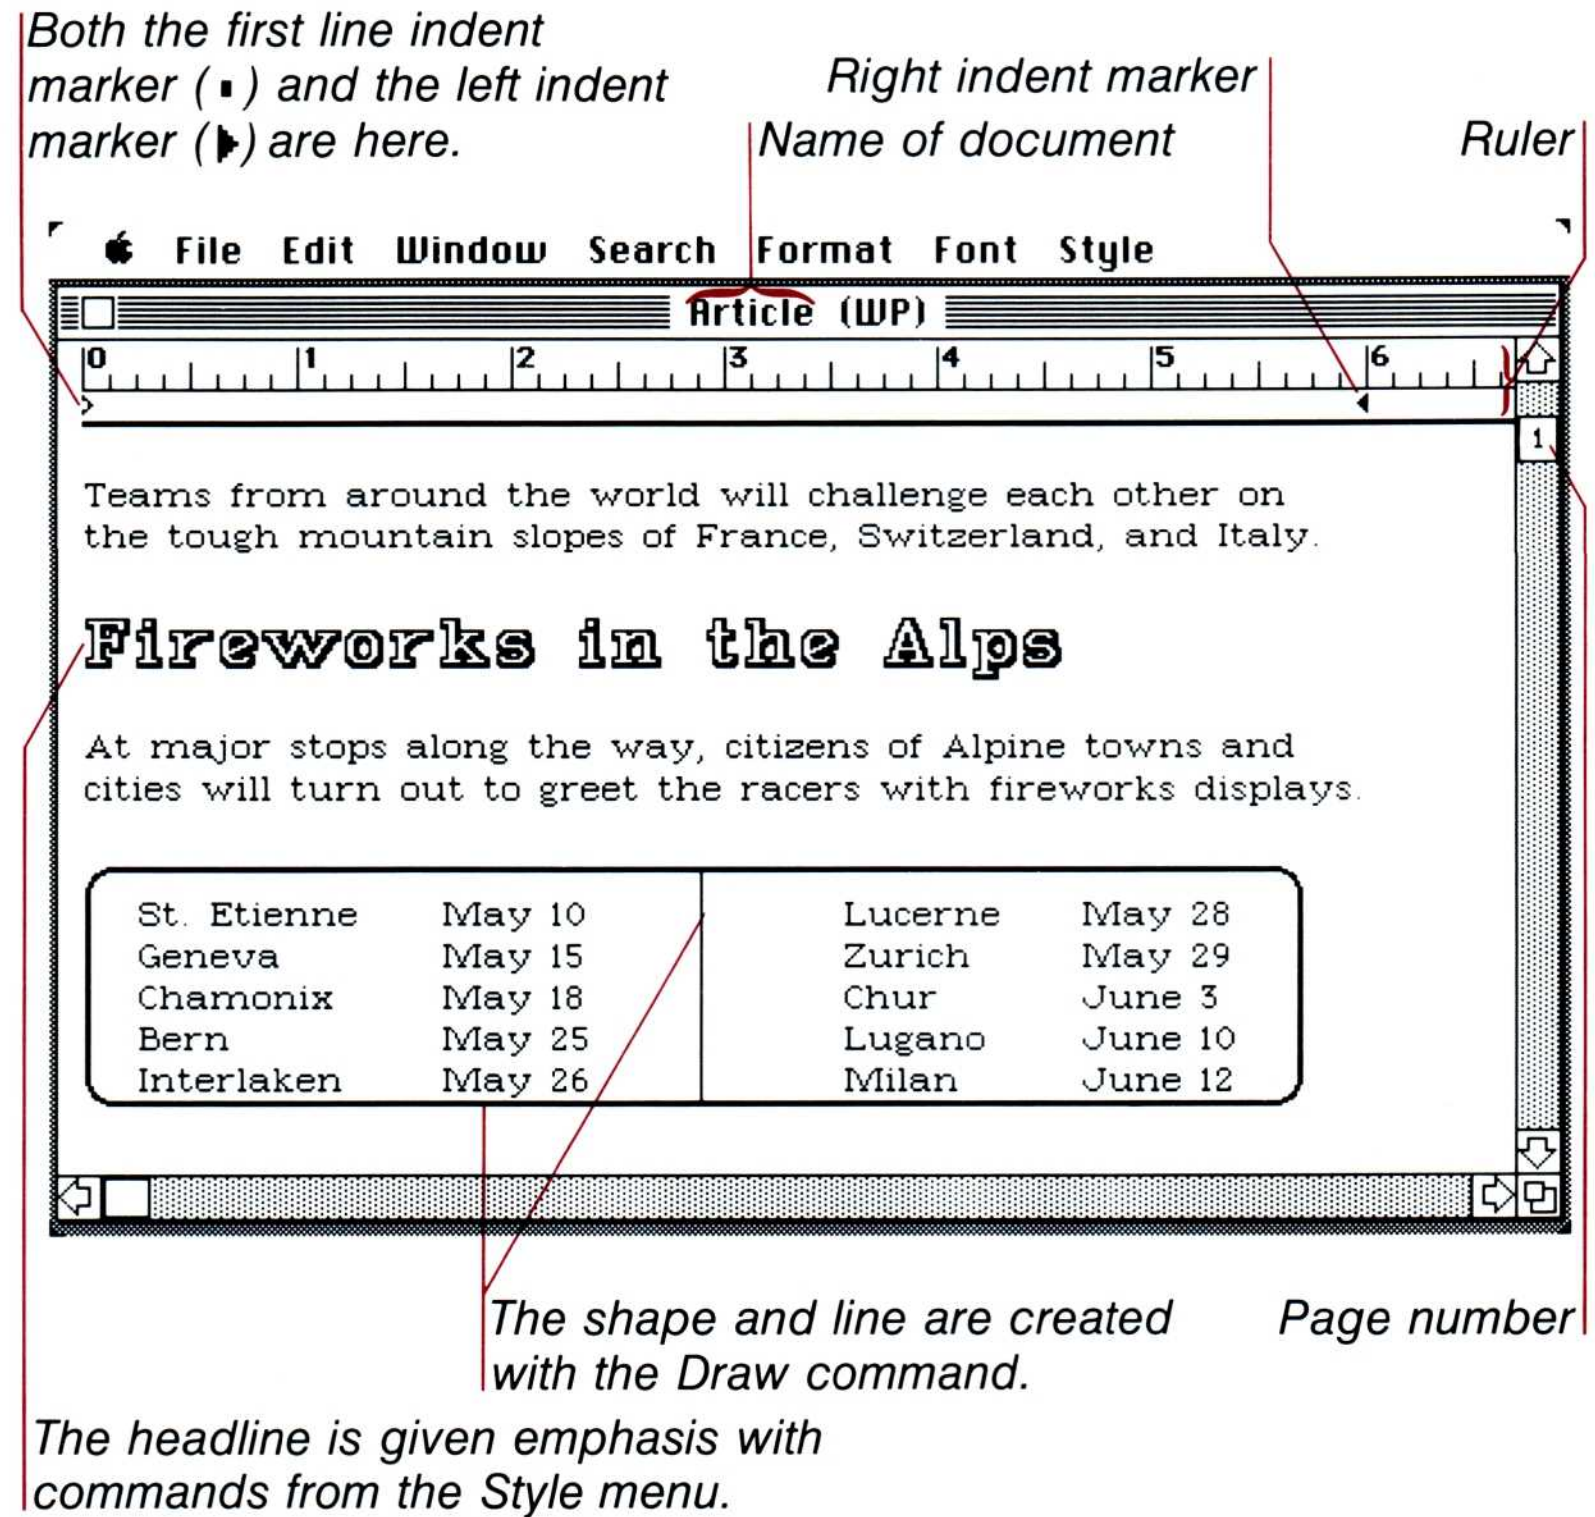 Both the first line indent
marker (▪) and the left indent
marker (▶) are here.
Right indent marker
Name of document
Ruler
File Edit Window Search Format Font Style
Article (WP)
0 1 2 3 4 5 6
1
Teams from around the world will challenge each other on
the tough mountain slopes of France, Switzerland, and Italy.
Fireworks in the Alps
At major stops along the way, citizens of Alpine towns and
cities will turn out to greet the racers with fireworks displays.
St. Etienne May 10 Lucerne May 28
Geneva May 15 Zurich May 29
Chamonix May 18 Chur June 3
Bern May 25 Lugano June 10
Interlaken May 26 Milan June 12
The shape and line are created
with the Draw command.
Page number
The headline is given emphasis with
commands from the Style menu.